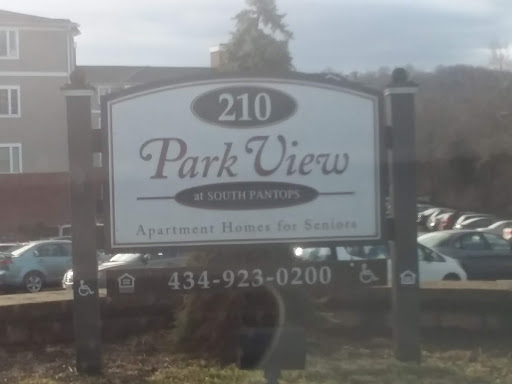 210
Park View
at SOUTH PANTOPS
Apartment Homes for Seniors
434-923-0200